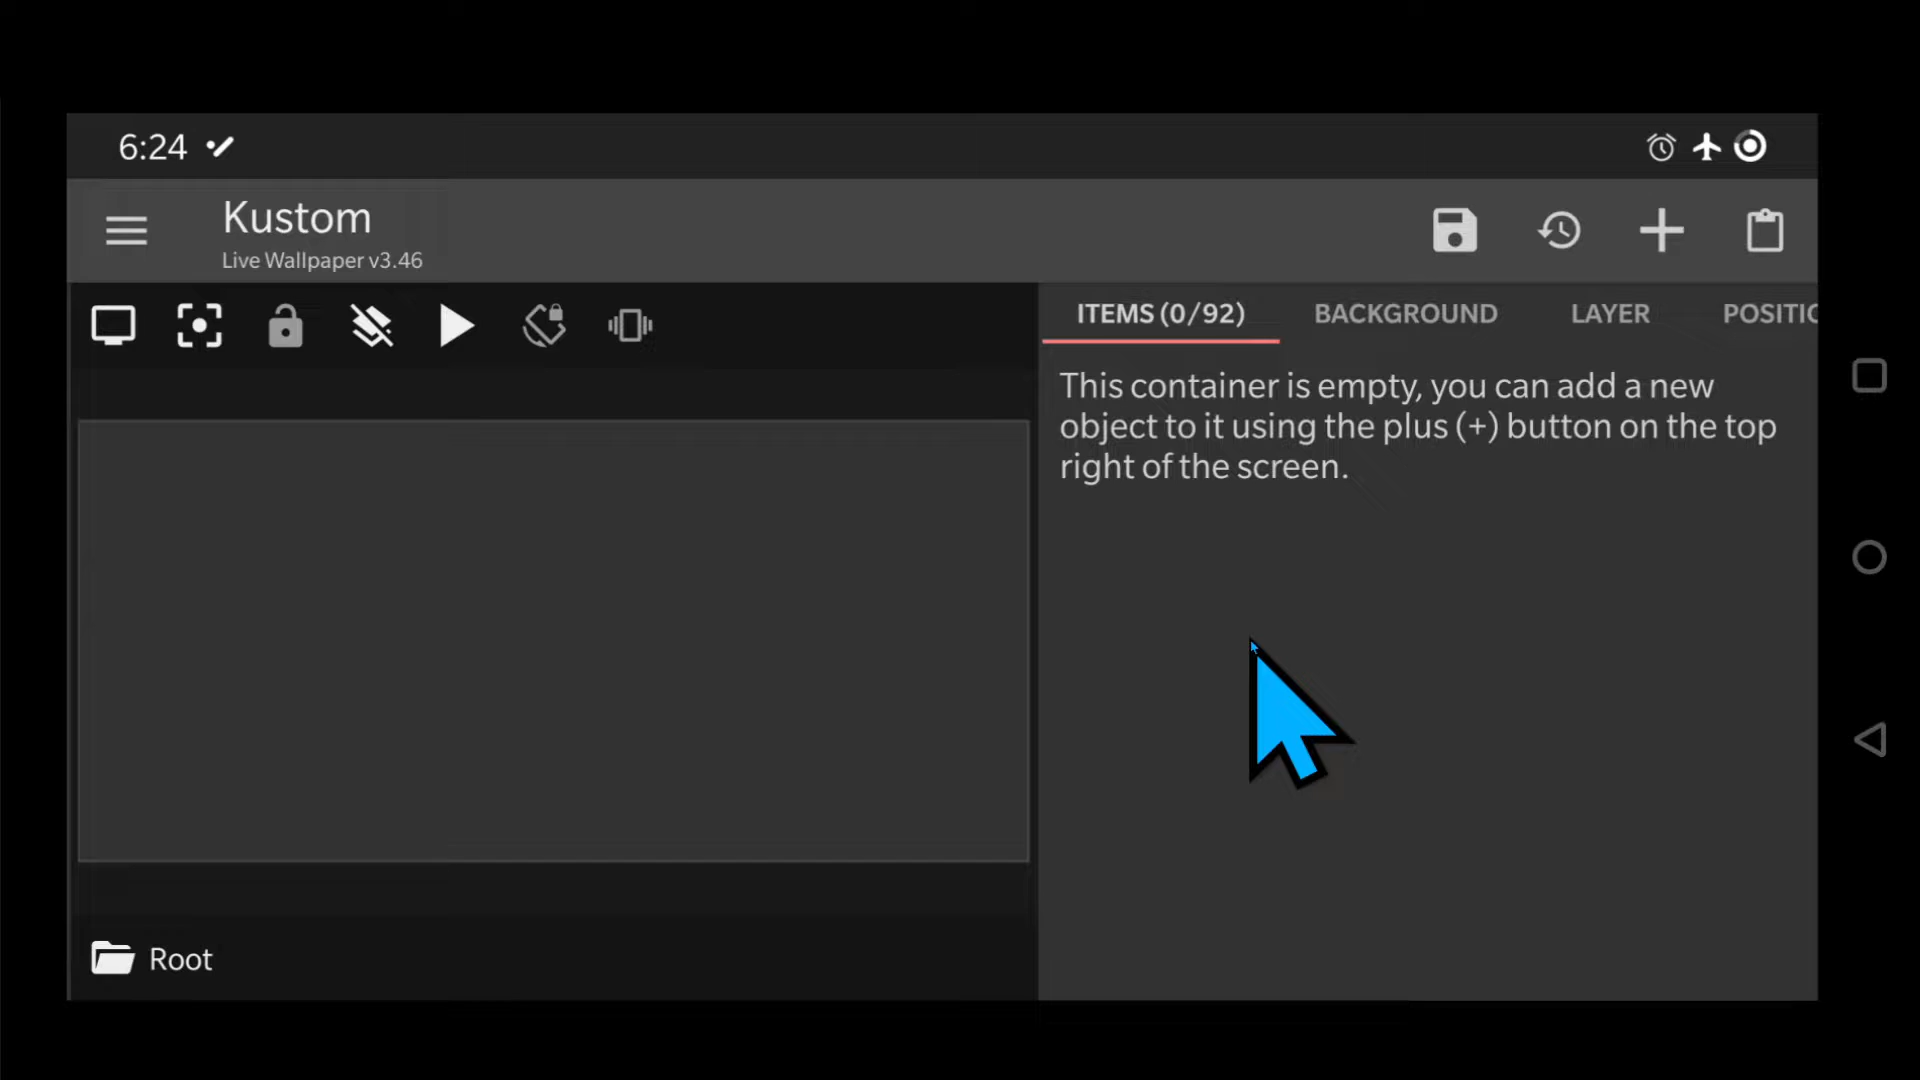 6:24
Kustom
Live Wallpaper v3.46
ITEMS (0/92) BACKGROUND LAYER POSITIC
This container is empty, you can add a new
object to it using the plus (+) button on the top
right of the screen.
Root